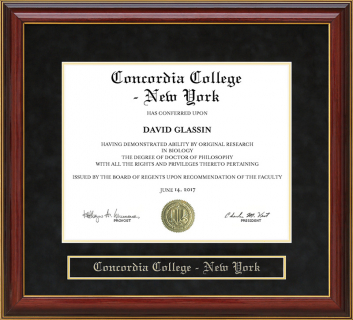 Concordia College
- New York
HAS CONFERRED UPON
DAVID GLASSIN
HAVING DEMONSTRATED ABILITY BY ORIGINAL RESEARCH
IN BIOLOGY
THE DEGREE OF DOCTOR OF PHILOSOPHY
WITH ALL THE RIGHTS AND PRIVILEGES THERETO PERTAINING
ISSUED BY THE BOARD OF REGENTS UPON RECOMMENDATION OF THE FACULTY
JUNE 14, 2017
PROVOST
PRESIDENT
Concordia College - New York